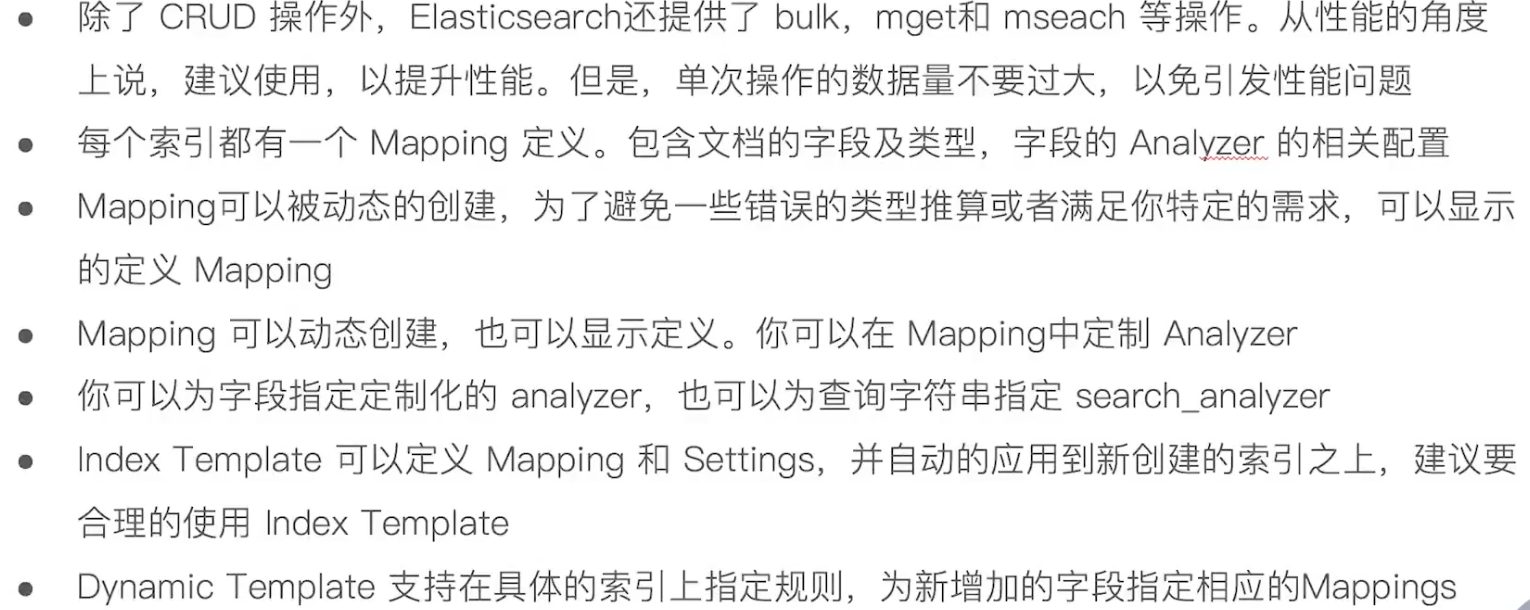 • 除了 CRUD 操作外，Elasticsearch还提供了 bulk，mget和 mseach 等操作。从性能的角度
上说，建议使用，以提升性能。但是，单次操作的数据量不要过大，以免引发性能问题
• 每个索引都有一个 Mapping 定义。包含文档的字段及类型，字段的 Analyzer 的相关配置
• Mapping可以被动态的创建，为了避免一些错误的类型推算或者满足你特定的需求，可以显示
的定义 Mapping
• Mapping 可以动态创建，也可以显示定义。你可以在 Mapping中定制 Analyzer
• 你可以为字段指定定制化的 analyzer，也可以为查询字符串指定 search_analyzer
• Index Template 可以定义 Mapping 和 Settings，并自动的应用到新创建的索引之上，建议要
合理的使用 Index Template
• Dynamic Template 支持在具体的索引上指定规则，为新增加的字段指定相应的Mappings